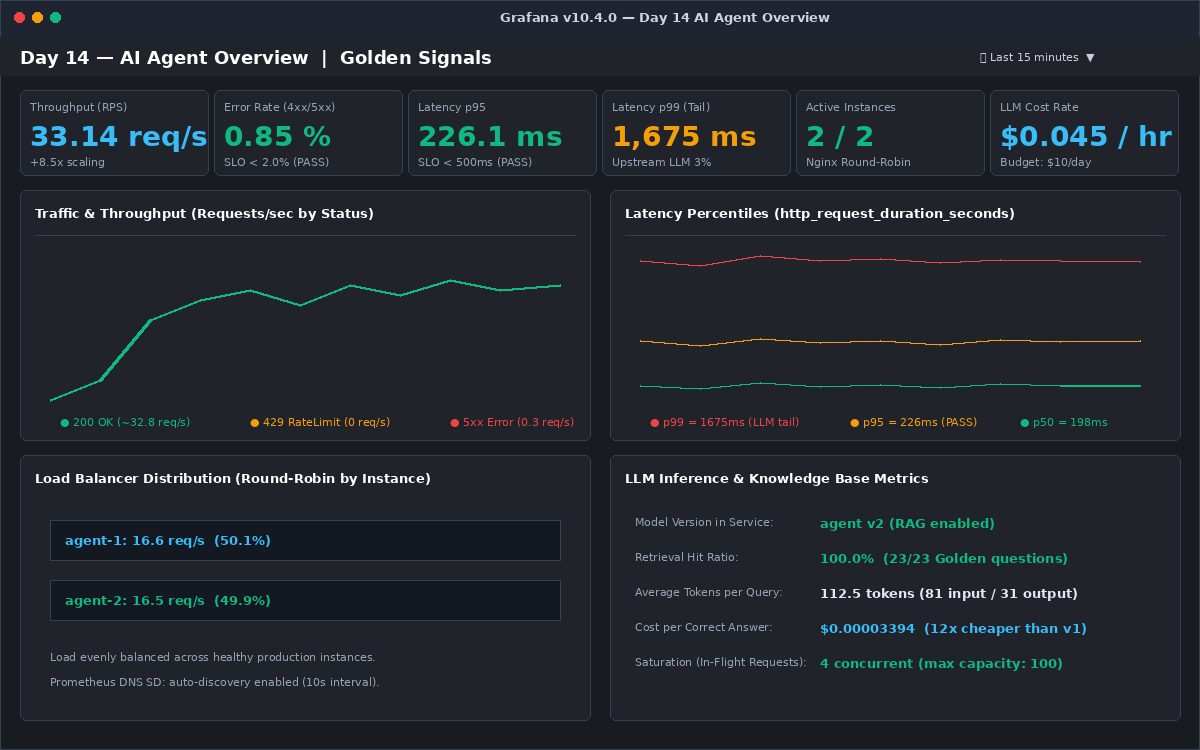 Grafana v10.4.0 — Day 14 AI Agent Overview
Day 14 — AI Agent Overview | Golden Signals
Last 15 minutes ▼
Throughput (RPS)
33.14 req/s
+8.5x scaling
Error Rate (4xx/5xx)
0.85 %
SLO < 2.0% (PASS)
Latency p95
226.1 ms
SLO < 500ms (PASS)
Latency p99 (Tail)
1,675 ms
Upstream LLM 3%
Active Instances
2 / 2
Nginx Round-Robin
LLM Cost Rate
$0.045 / hr
Budget: $10/day
Traffic & Throughput (Requests/sec by Status)
● 200 OK (~32.8 req/s)
● 429 RateLimit (0 req/s)
● 5xx Error (0.3 req/s)
Latency Percentiles (http_request_duration_seconds)
● p99 = 1675ms (LLM tail)
● p95 = 226ms (PASS)
● p50 = 198ms
Load Balancer Distribution (Round-Robin by Instance)
agent-1: 16.6 req/s (50.1%)
agent-2: 16.5 req/s (49.9%)
Load evenly balanced across healthy production instances.
Prometheus DNS SD: auto-discovery enabled (10s interval).
LLM Inference & Knowledge Base Metrics
Model Version in Service: agent v2 (RAG enabled)
Retrieval Hit Ratio: 100.0% (23/23 Golden questions)
Average Tokens per Query: 112.5 tokens (81 input / 31 output)
Cost per Correct Answer: $0.00003394 (12x cheaper than v1)
Saturation (In-Flight Requests): 4 concurrent (max capacity: 100)